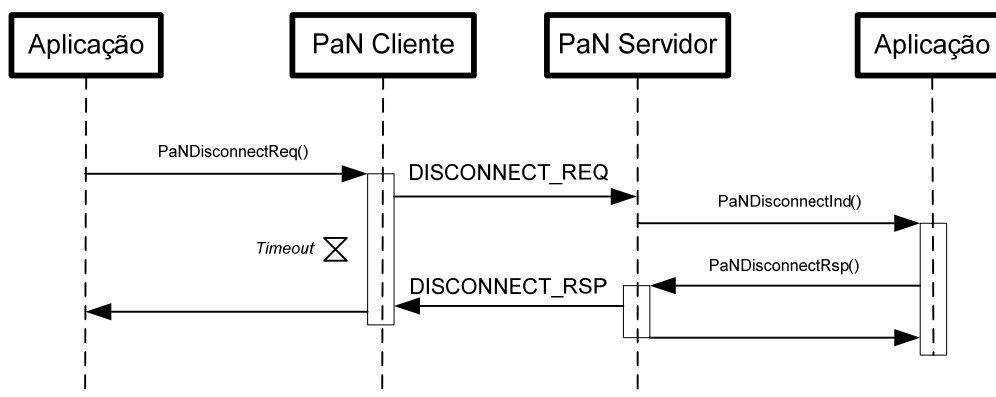 Aplicação
PaN Cliente
PaN Servidor
Aplicação
PaNDisconnectReq()
DISCONNECT_REQ
PaNDisconnectInd()
Timeout
PaNDisconnectRsp()
DISCONNECT_RSP